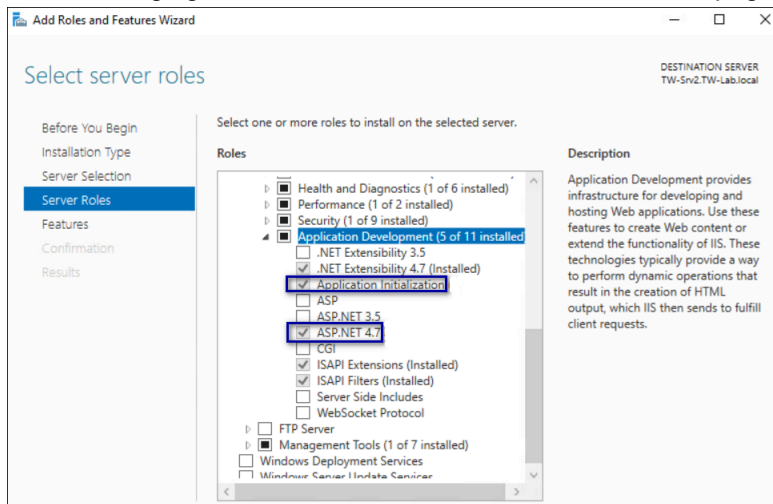 Add Roles and Features Wizard
Select server roles
DESTINATION SERVER
TW-Srv2.TW-Lab.local
Before You Begin
Installation Type
Server Selection
Server Roles
Features
Confirmation
Results
Select one or more roles to install on the selected server.
Roles
Health and Diagnostics (1 of 6 installed)
Performance (1 of 2 installed)
Security (1 of 9 installed)
Application Development (5 of 11 installed
.NET Extensibility 3.5
.NET Extensibility 4.7 (Installed)
Application Initialization
ASP
ASP.NET 3.5
ASP.NET 4.7
CGI
ISAPI Extensions (Installed)
ISAPI Filters (Installed)
Server Side Includes
WebSocket Protocol
FTP Server
Management Tools (1 of 7 installed)
Windows Deployment Services
Windows Server Update Services
Description
Application Development provides
infrastructure for developing and
hosting Web applications. Use these
features to create Web content or
extend the functionality of IIS. These
technologies typically provide a way
to perform dynamic operations that
result in the creation of HTML
output, which IIS then sends to fulfill
client requests.